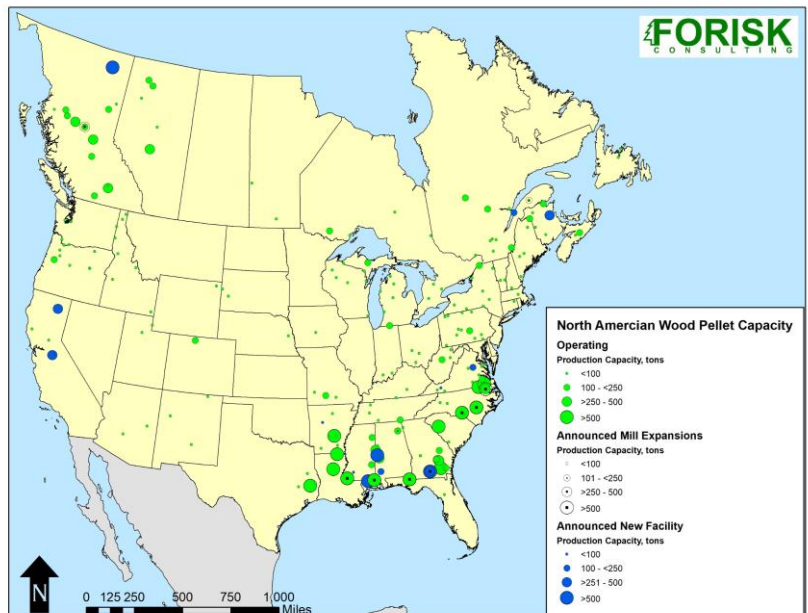 FORISK
CONSULTING
North Amercian Wood Pellet Capacity
Operating
Production Capacity, tons
<100
100 - <250
>250 - 500
>500
Announced Mill Expansions
Production Capacity, tons
<100
101 - <250
>250 - 500
>500
Announced New Facility
Production Capacity, tons
<100
100 - <250
>251 - 500
>500
N
0 125 250 500 750 1,000
Miles